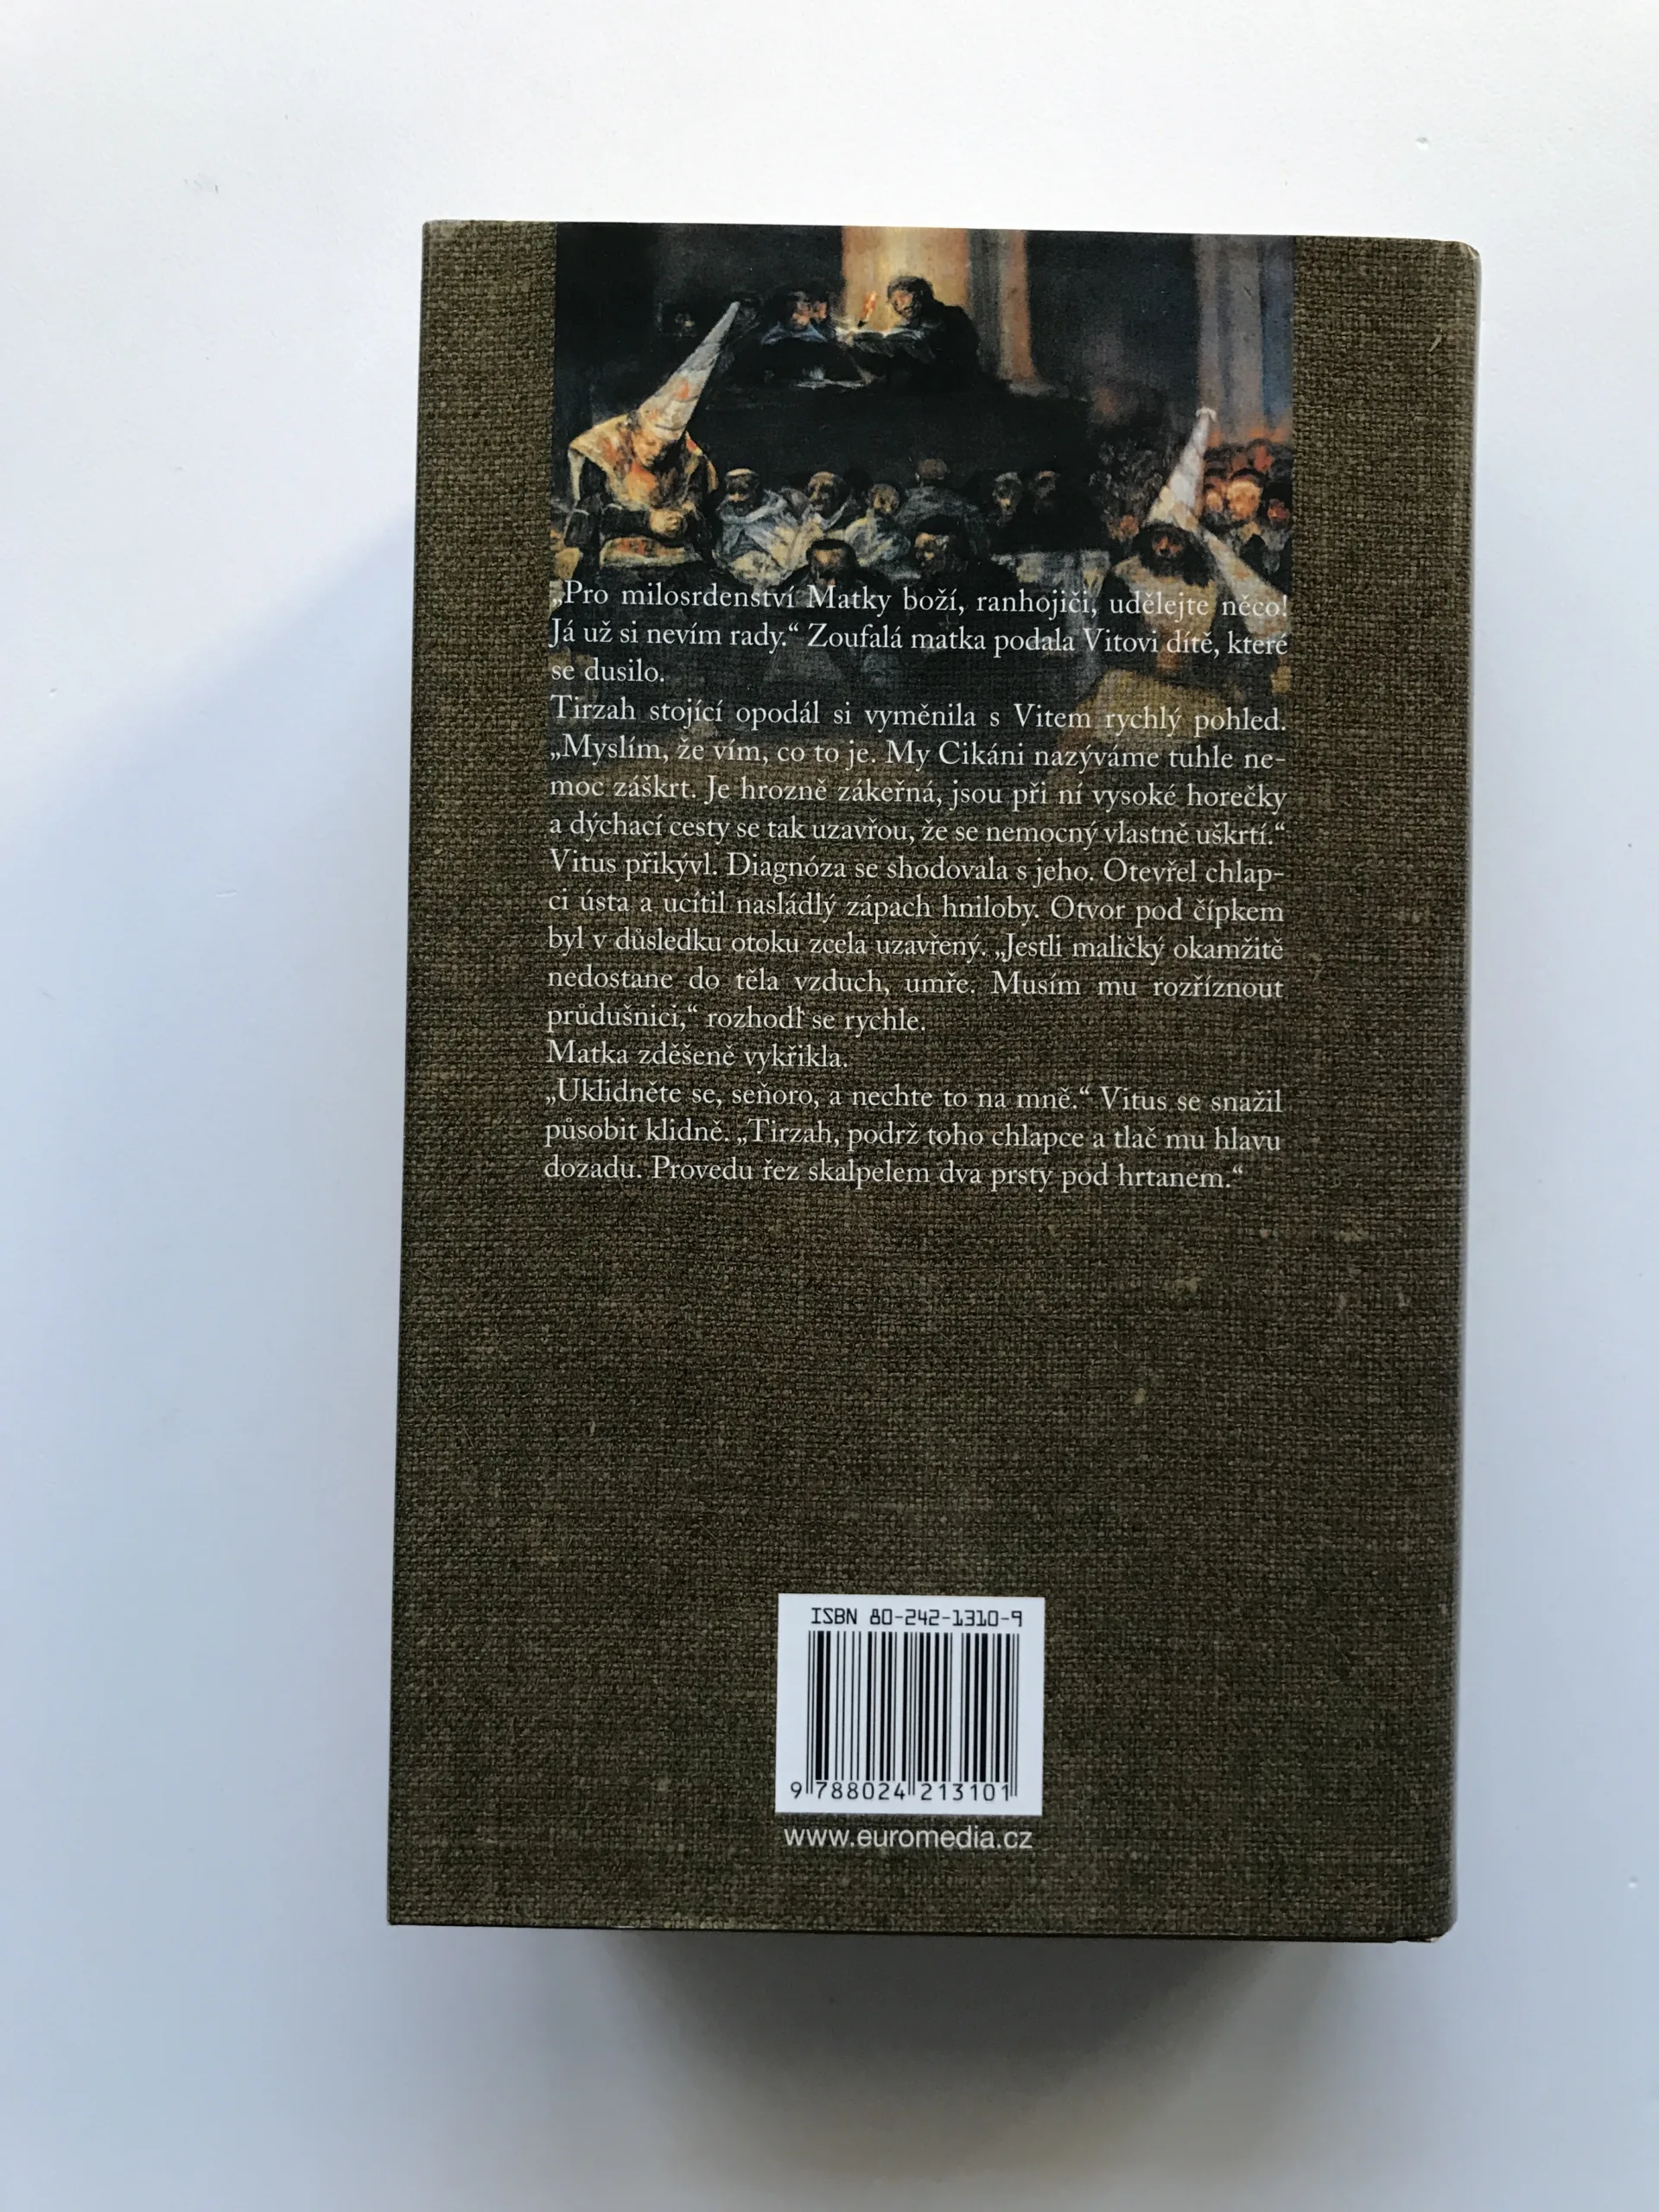 „Pro milosrdenství Matky boží, ranhojiči, udělejte něco!
Já už si nevím rady.“ Zoufalá matka podala Vitovi dítě, které
se dusilo.
Tirzah stojící opodál si vyměnila s Vitem rychlý pohled.
„Myslím, že vím, co to je. My Cikáni nazýváme tuhle ne-
moc záškrt. Je hrozně zákeřná, jsou při ní vysoké horečky
a dýchací cesty se tak uzavřou, že se nemocný vlastně uškrtí.“
Vitus přikývl. Diagnóza se shodovala s jeho. Otevřel chlap-
ci ústa a ucítil nasládlý zápach hniloby. Otvor pod čípkem
byl v důsledku otoku zcela uzavřený. „Jestli maličký okamžitě
nedostane do těla vzduch, umře. Musím mu rozříznout
průdušnici,“ rozhodl se rychle.
Matka zděšeně vykřikla.
„Uklidněte se, seňoro, a nechte to na mně.“ Vitus se snažil
působit klidně. „Tirzah, podrž toho chlapce a tlač mu hlavu
dozadu. Provedu řez skalpelem dva prsty pod hrtanem.“
ISBN 80-242-1310-9
9 788024 213101
www.euromedia.cz